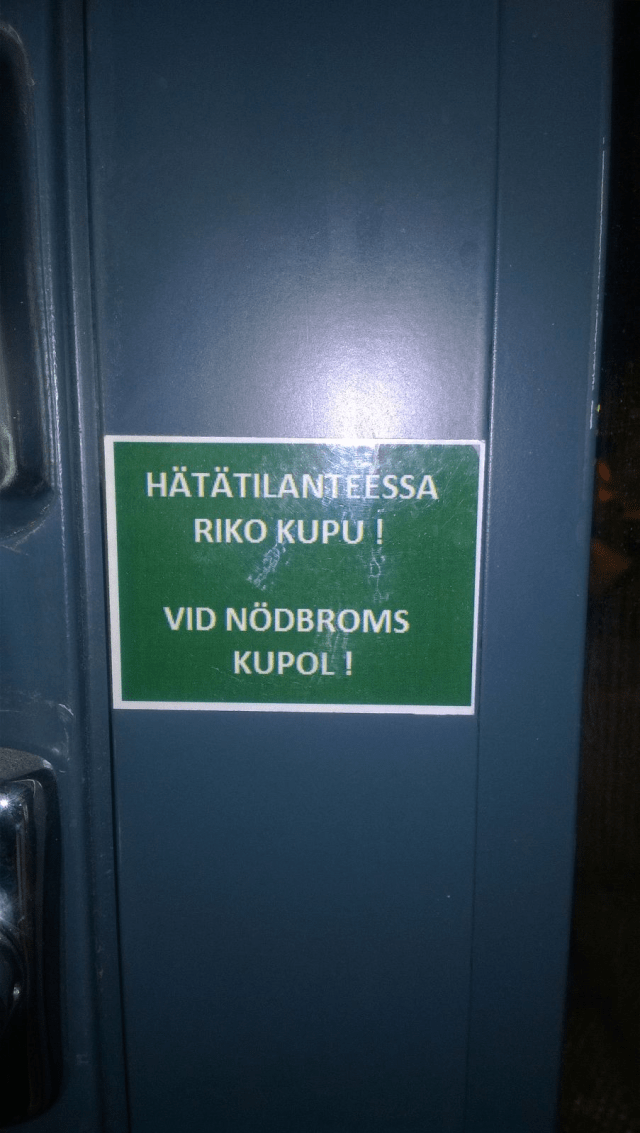 HÄTÄTILANTEESSA
RIKO KUPU !
VID NÖDBROMS
KUPOL !